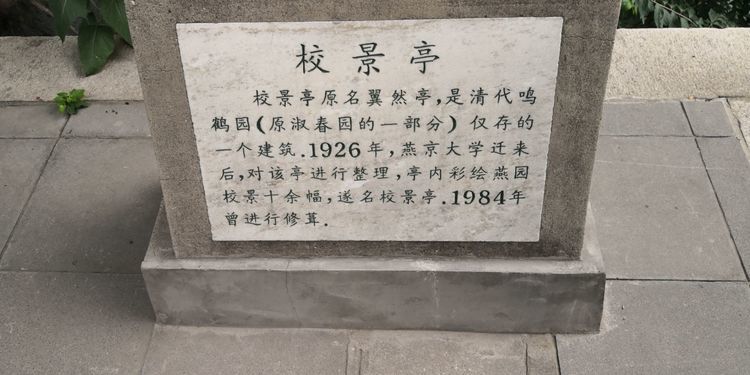 校景亭
校景亭原名翼然亭,是清代鸣
鹤园(原淑春园的一部分)仅存的
一个建筑.1926年,燕京大学迁来
后,对该亭进行整理,亭内彩绘燕园
校景十余幅,遂名校景亭.1984年
曾进行修葺.